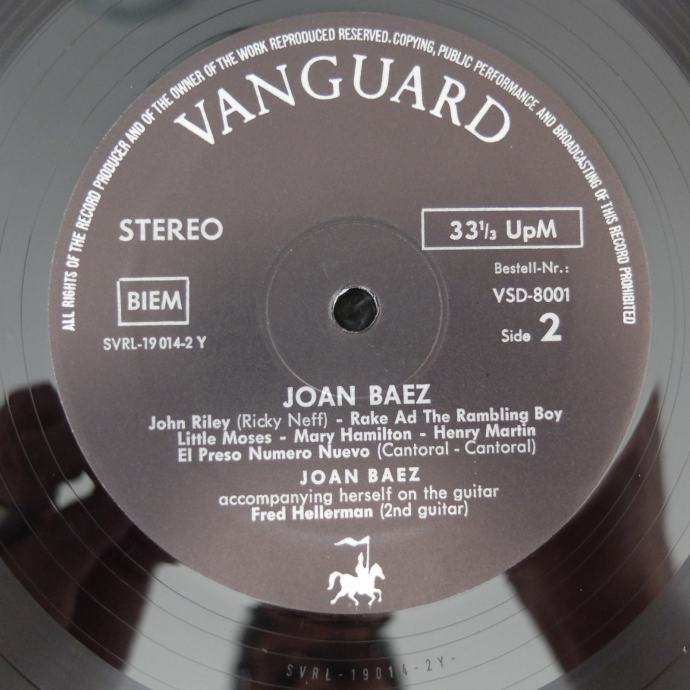 ALL RIGHTS OF THE RECORD PRODUCER AND OF THE OWNER OF THE WORK REPRODUCED RESERVED. COPYING, PUBLIC PERFORMANCE AND BROADCASTING OF THIS RECORD PROHIBITED
VANGUARD
STEREO
33 1/3 UpM
BIEM
Bestell-Nr.:
VSD-8001
SVRL-19 014-2 Y
Side 2
JOAN BAEZ
John Riley (Ricky Neff) - Rake Ad The Rambling Boy
Little Moses - Mary Hamilton - Henry Martin
El Preso Numero Nuevo (Cantoral - Cantoral)
JOAN BAEZ
accompanying herself on the guitar
Fred Hellerman (2nd guitar)
SVRL-19014-2Y-